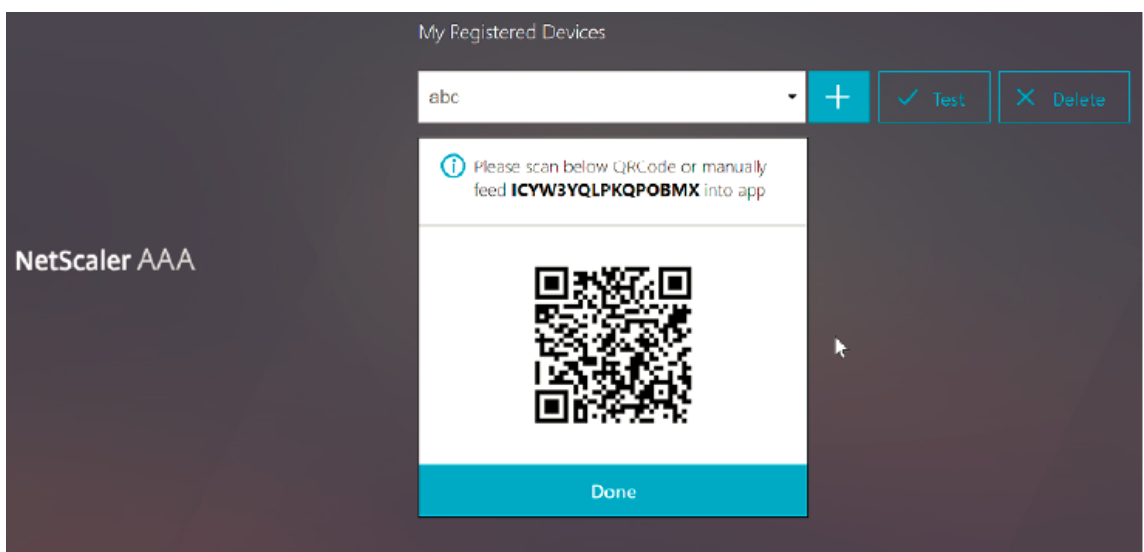 My Registered Devices
abc
Test
Delete
Please scan below QRCode or manually
feed ICYW3YQLPKQPOBMX into app
NetScaler AAA
Done